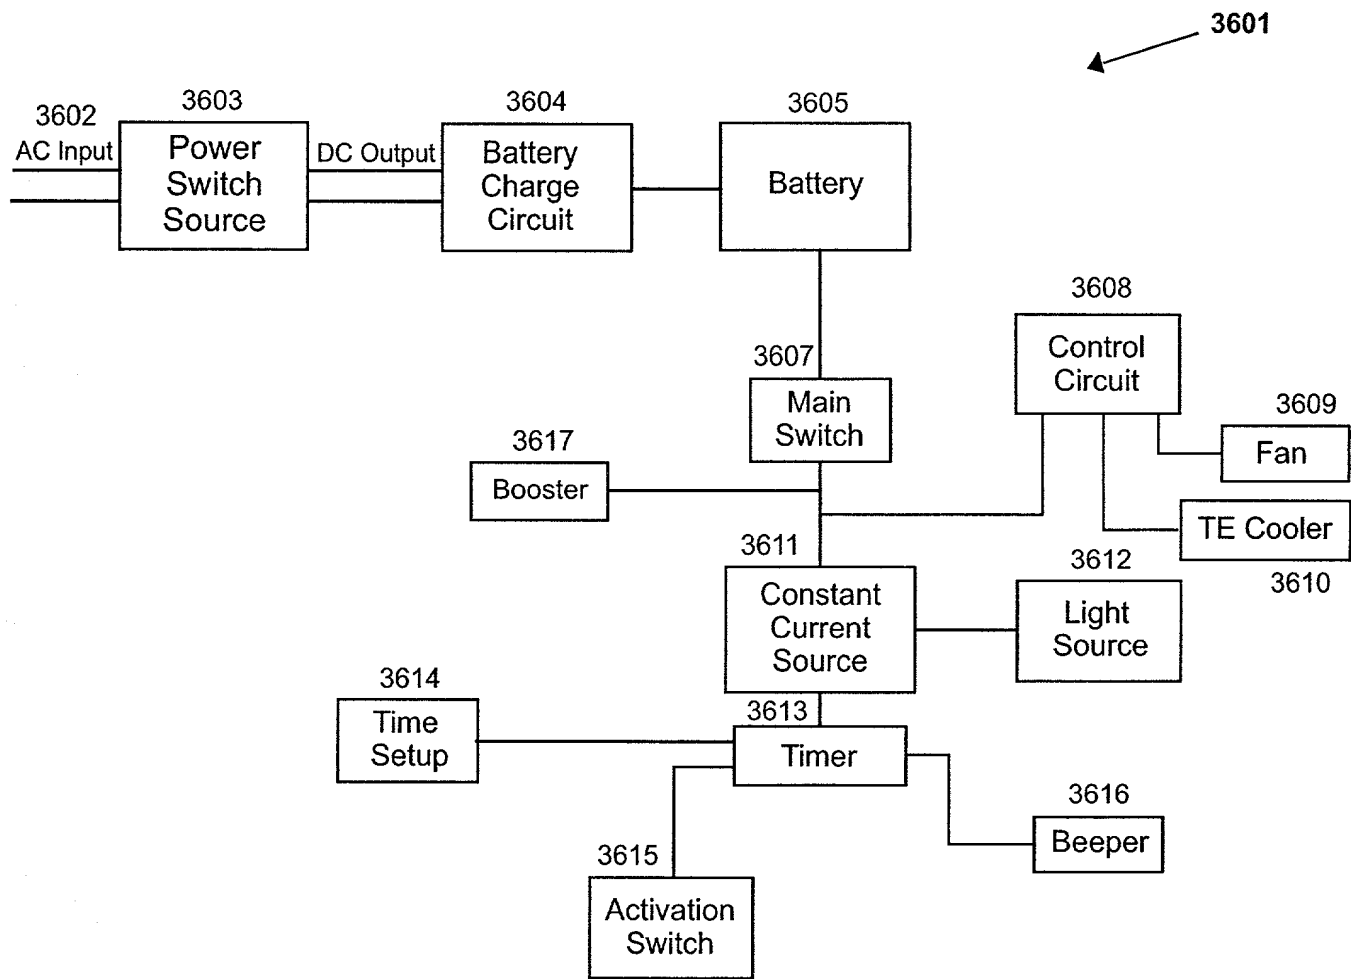 3601
3602
AC Input
3603
Power
Switch
Source
DC Output
3604
Battery
Charge
Circuit
3605
Battery
3607
Main
Switch
3608
Control
Circuit
3609
Fan
TE Cooler
3610
3617
Booster
3611
Constant
Current
Source
3612
Light
Source
3614
Time
Setup
3613
Timer
3616
Beeper
3615
Activation
Switch